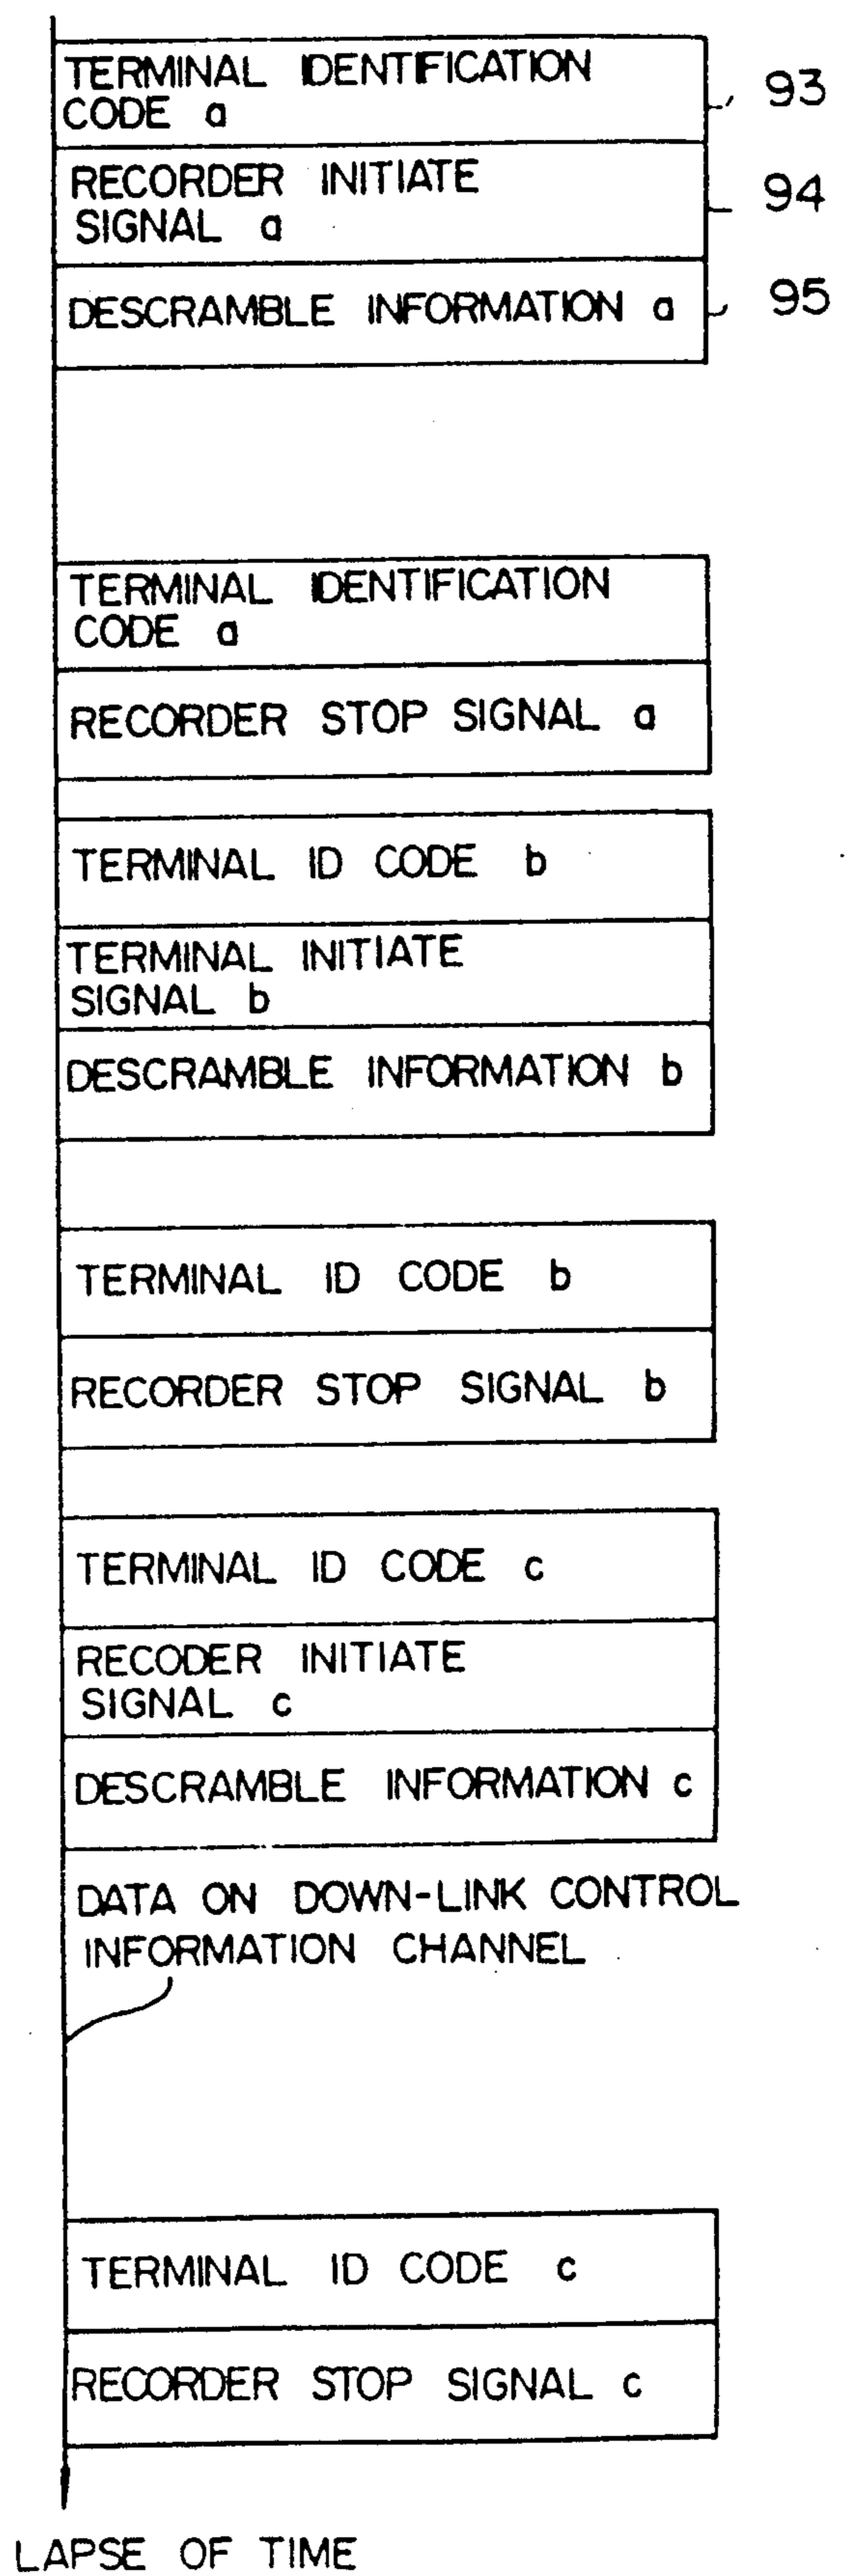 TERMINAL IDENTIFICATION
CODE a
93
RECORDER INITIATE
SIGNAL a
94
DESCRAMBLE INFORMATION a
95
TERMINAL IDENTIFICATION
CODE a
RECORDER STOP SIGNAL a
TERMINAL ID CODE b
TERMINAL INITIATE
SIGNAL b
DESCRAMBLE INFORMATION b
TERMINAL ID CODE b
RECORDER STOP SIGNAL b
TERMINAL ID CODE c
RECODER INITIATE
SIGNAL c
DESCRAMBLE INFORMATION c
DATA ON DOWN-LINK CONTROL
INFORMATION CHANNEL
TERMINAL ID CODE c
RECORDER STOP SIGNAL c
LAPSE OF TIME